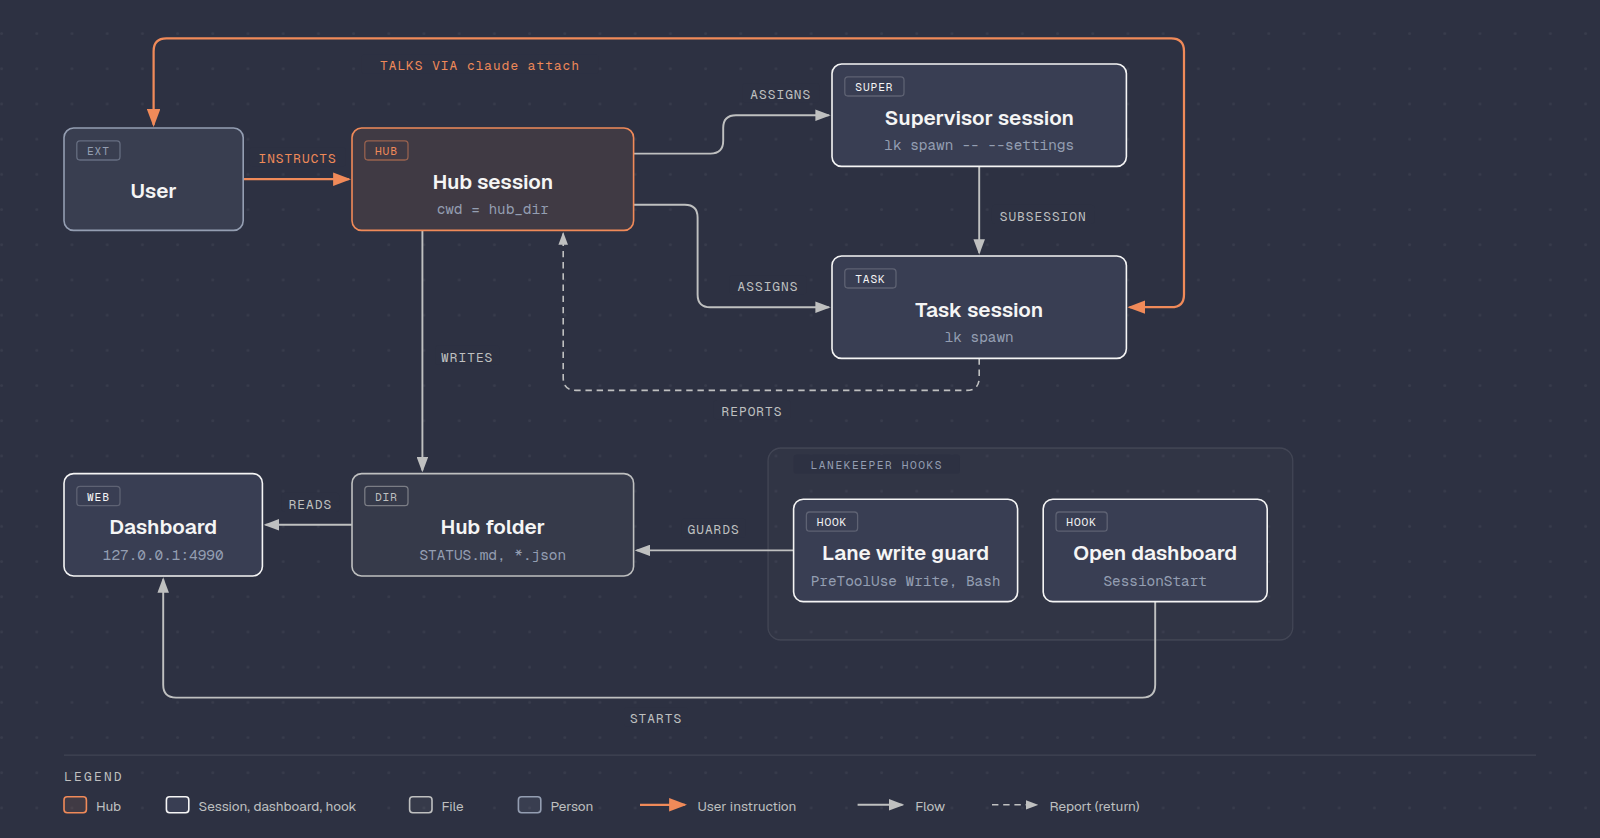 TALKS VIA claude attach
EXT
User
INSTRUCTS
HUB
Hub session
cwd = hub_dir
ASSIGNS
SUPER
Supervisor session
lk spawn -- --settings
SUBSESSION
ASSIGNS
TASK
Task session
lk spawn
WRITES
REPORTS
WEB
Dashboard
127.0.0.1:4990
READS
DIR
Hub folder
STATUS.md, *.json
GUARDS
LANEKEEPER HOOKS
HOOK
Lane write guard
PreToolUse Write, Bash
HOOK
Open dashboard
SessionStart
STARTS
LEGEND
Hub
Session, dashboard, hook
File
Person
User instruction
Flow
Report (return)